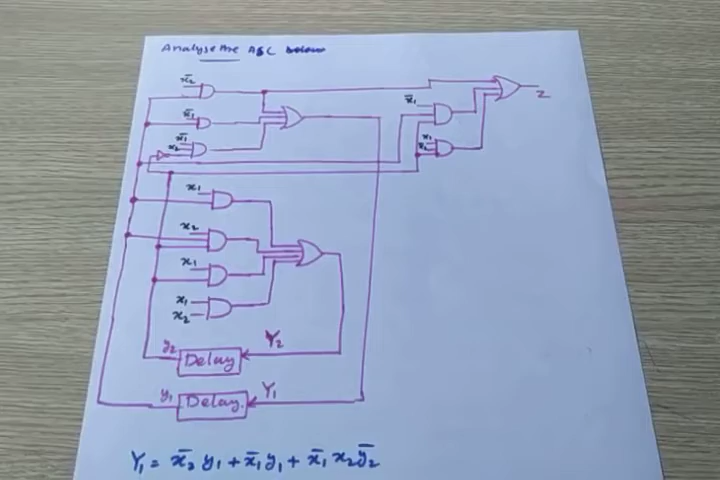 Analyse the ASC below
x̄₂
x̄₁
x̄₁
x̄₁
x₂
x₁
x̄₂
Z
x₁
x₂
x₁
x₁
x₂
y₂ Delay Y₂
y₁ Delay. Y₁
Y₁ = x̄₂ y₁ + x̄₁ y₁ + x̄₁ x₂ ȳ₂